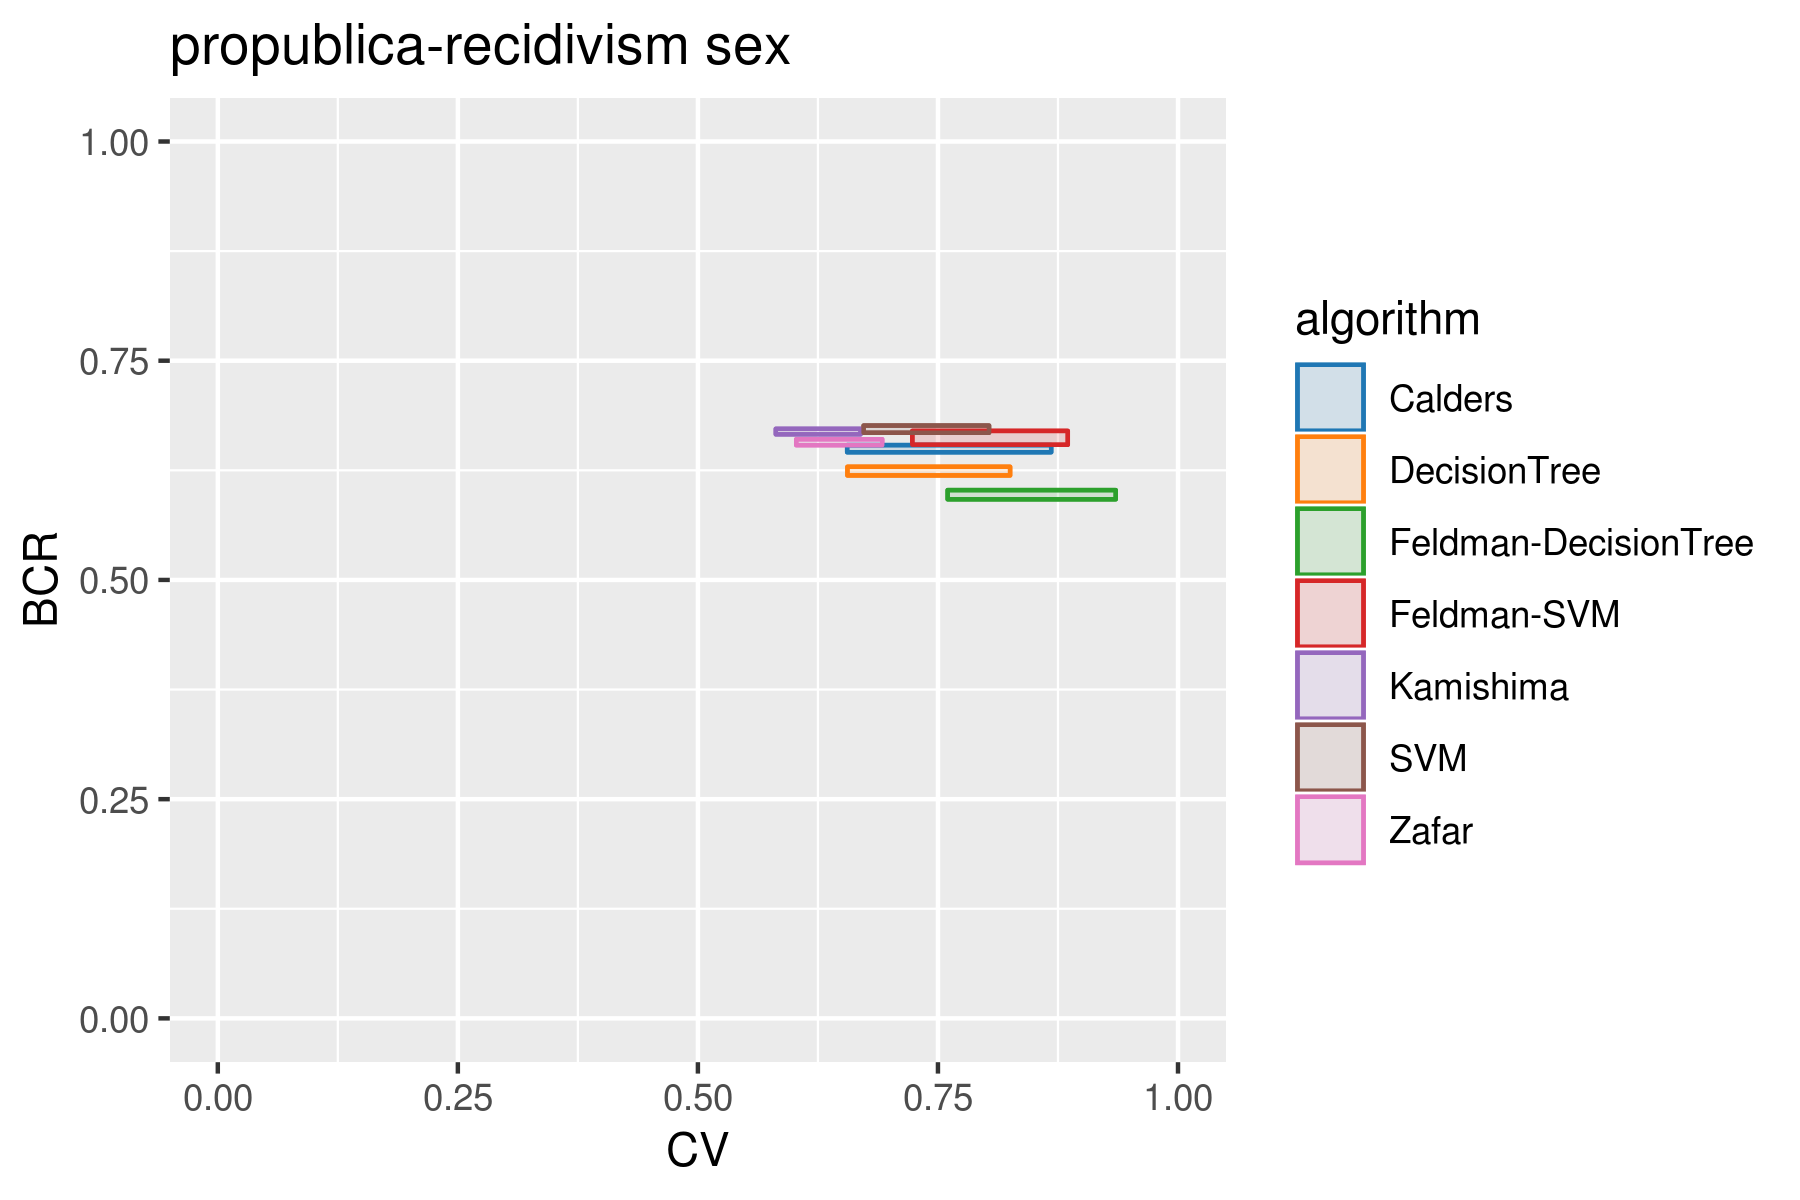 propublica-recidivism sex
1.00
0.75
0.50
0.25
0.00
BCR
0.00 0.25 0.50 0.75 1.00
CV
algorithm
Calders
DecisionTree
Feldman-DecisionTree
Feldman-SVM
Kamishima
SVM
Zafar